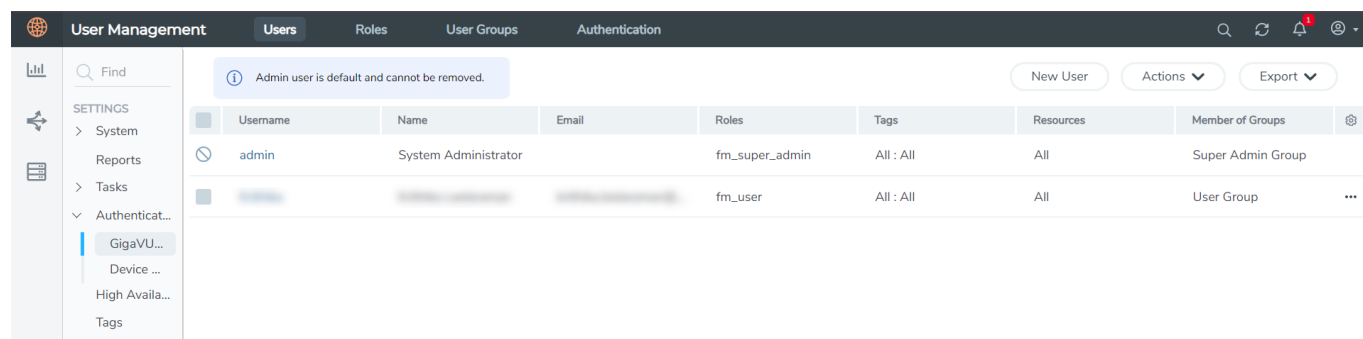 User Management Users Roles User Groups Authentication 1
Find
Admin user is default and cannot be removed.
New User Actions Export
SETTINGS
System
Reports
Tasks
Authenticat...
GigaVU...
Device ...
High Availa...
Tags
Username Name Email Roles Tags Resources Member of Groups
admin System Administrator fm_super_admin All : All All Super Admin Group
fm_user All : All All User Group